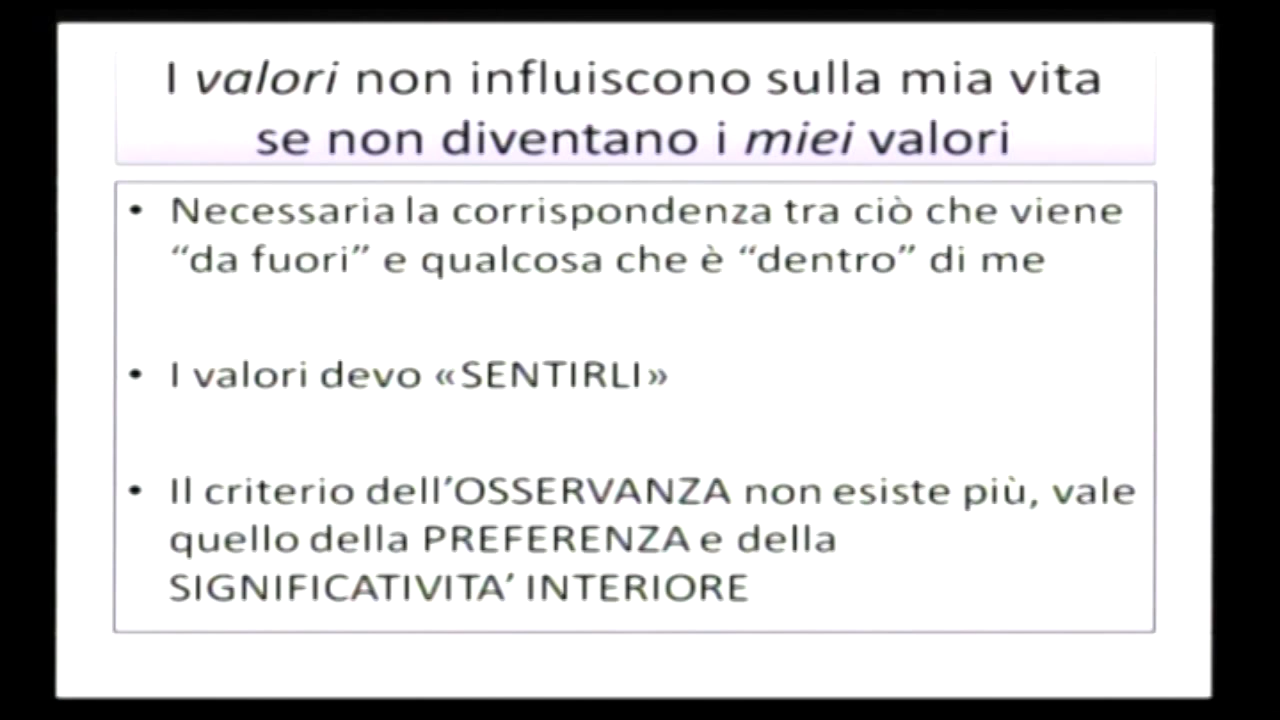 I valori non influiscono sulla mia vita
se non diventano i miei valori
• Necessaria la corrispondenza tra ciò che viene
“da fuori” e qualcosa che è “dentro” di me
• I valori devo «SENTIRLI»
• Il criterio dell’OSSERVANZA non esiste più, vale
quello della PREFERENZA e della
SIGNIFICATIVITA’ INTERIORE